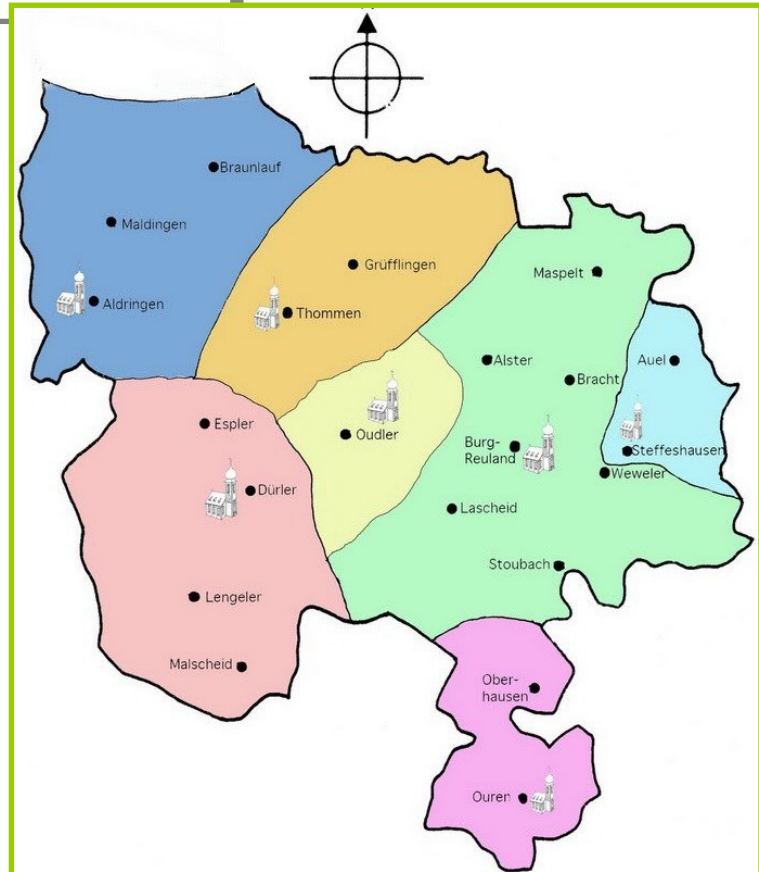 Braunlauf
Maldingen
Grüfflingen
Maspelt
Aldringen
Thommen
Alster
Auel
Bracht
Espler
Oudler
Burg-
Reuland
Steffeshausen
Weweler
Dürler
Lascheid
Stoubach
Lengeler
Malscheid
Ober-
hausen
Ouren